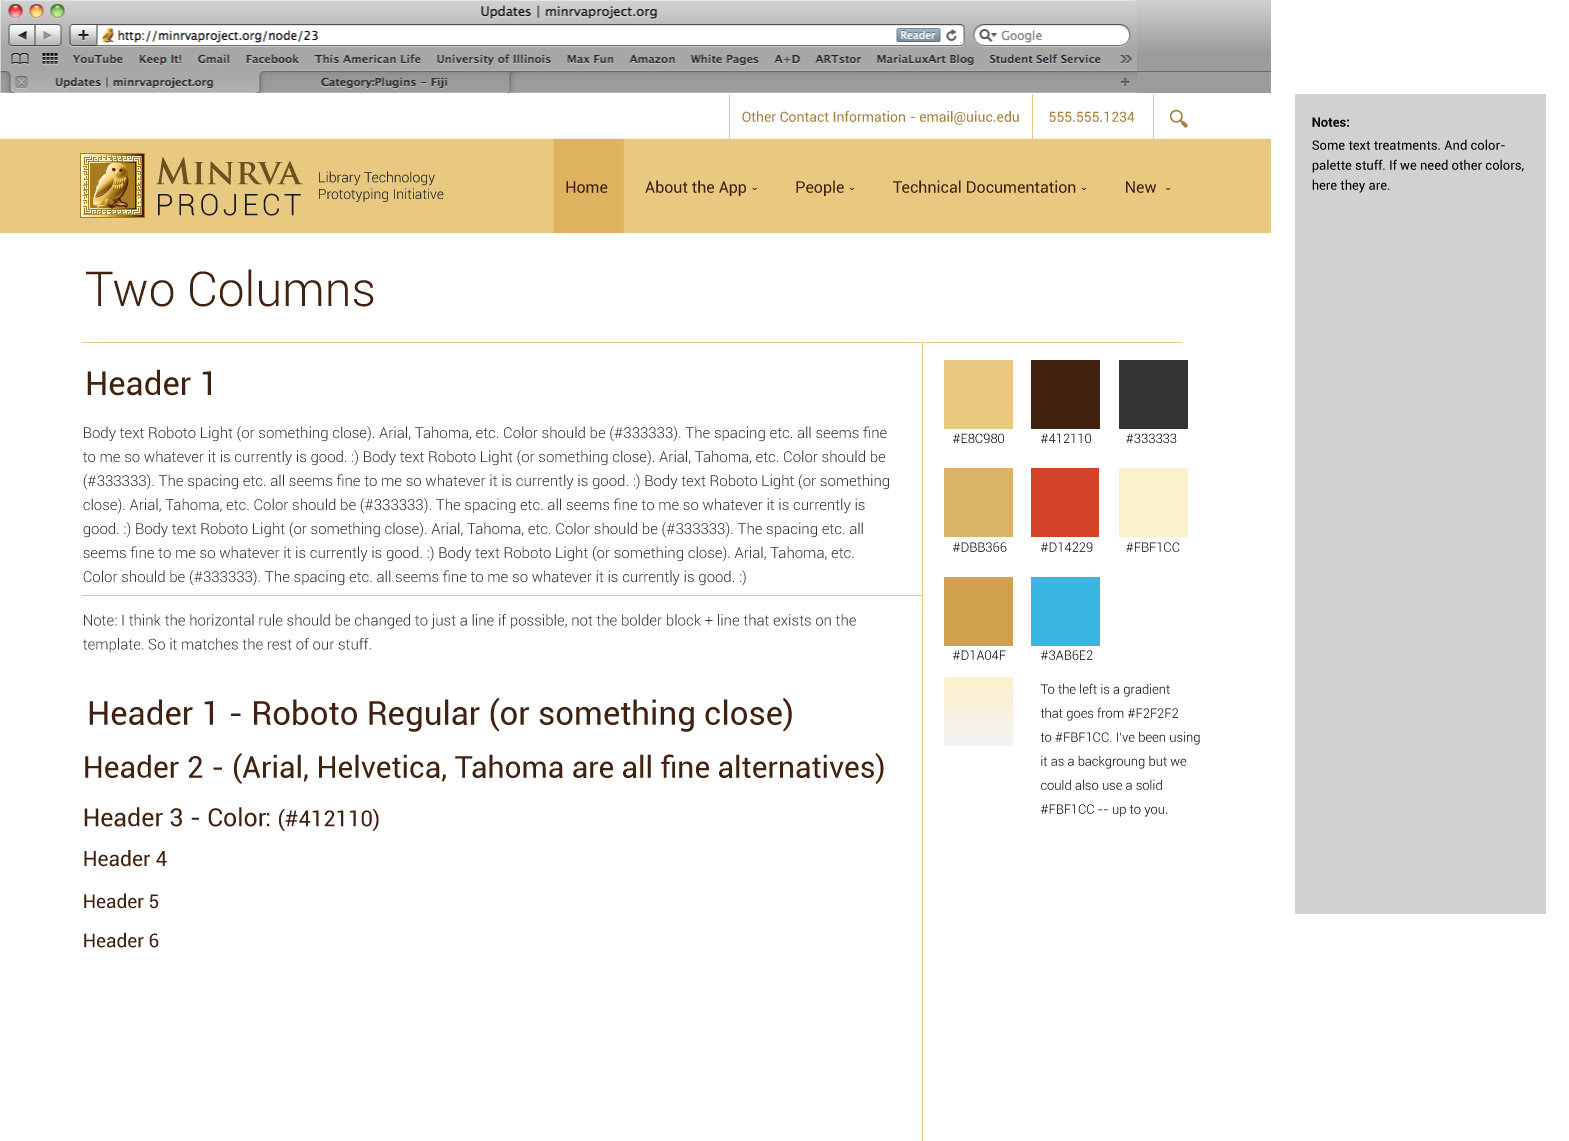 Updates | minrvaproject.org
http://minrvaproject.org/node/23
Reader
Google
YouTube Keep It! Gmail Facebook This American Life University of Illinois Max Fun Amazon White Pages A+D ARTstor MariaLuxArt Blog Student Self Service
Updates | minrvaproject.org
Category:Plugins – Fiji
Other Contact Information - email@uiuc.edu
555.555.1234
MINRVA
PROJECT
Library Technology
Prototyping Initiative
Home
About the App
People
Technical Documentation
New
Two Columns
Header 1
Body text Roboto Light (or something close). Arial, Tahoma, etc. Color should be (#333333). The spacing etc. all seems fine
to me so whatever it is currently is good. :) Body text Roboto Light (or something close). Arial, Tahoma, etc. Color should be
(#333333). The spacing etc. all seems fine to me so whatever it is currently is good. :) Body text Roboto Light (or something
close). Arial, Tahoma, etc. Color should be (#333333). The spacing etc. all seems fine to me so whatever it is currently is
good. :) Body text Roboto Light (or something close). Arial, Tahoma, etc. Color should be (#333333). The spacing etc. all
seems fine to me so whatever it is currently is good. :) Body text Roboto Light (or something close). Arial, Tahoma, etc.
Color should be (#333333). The spacing etc. all seems fine to me so whatever it is currently is good. :)
Note: I think the horizontal rule should be changed to just a line if possible, not the bolder block + line that exists on the
template. So it matches the rest of our stuff.
Header 1 - Roboto Regular (or something close)
Header 2 - (Arial, Helvetica, Tahoma are all fine alternatives)
Header 3 - Color: (#412110)
Header 4
Header 5
Header 6
#E8C980 #412110 #333333
#DBB366 #D14229 #FBF1CC
#D1A04F #3AB6E2
To the left is a gradient
that goes from #F2F2F2
to #FBF1CC. I've been using
it as a backgroung but we
could also use a solid
#FBF1CC -- up to you.
Notes:
Some text treatments. And color-
palette stuff. If we need other colors,
here they are.